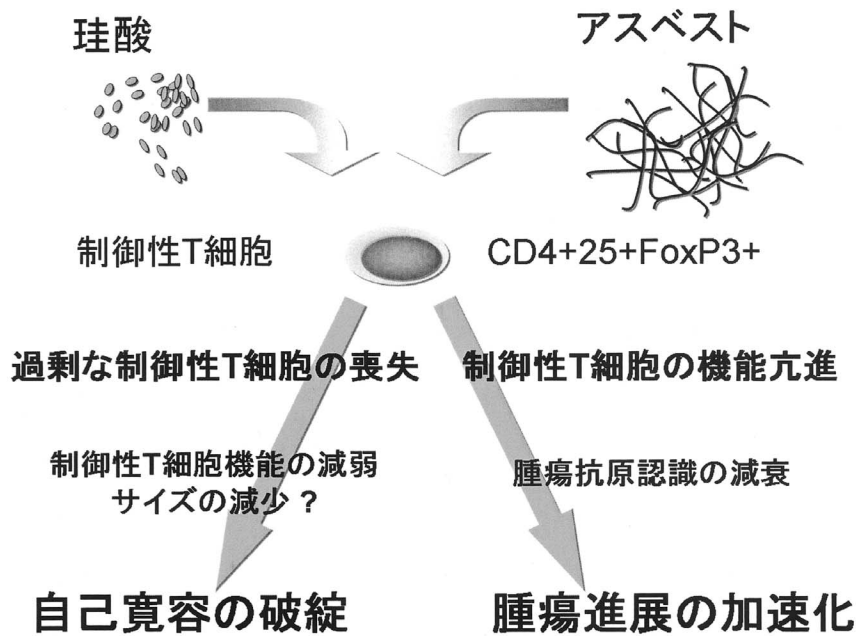 珪酸
アスベスト
制御性T細胞
CD4+25+FoxP3+
過剰な制御性T細胞の喪失
制御性T細胞の機能亢進
制御性T細胞機能の減弱
サイズの減少?
腫瘍抗原認識の減衰
自己寛容の破綻
腫瘍進展の加速化